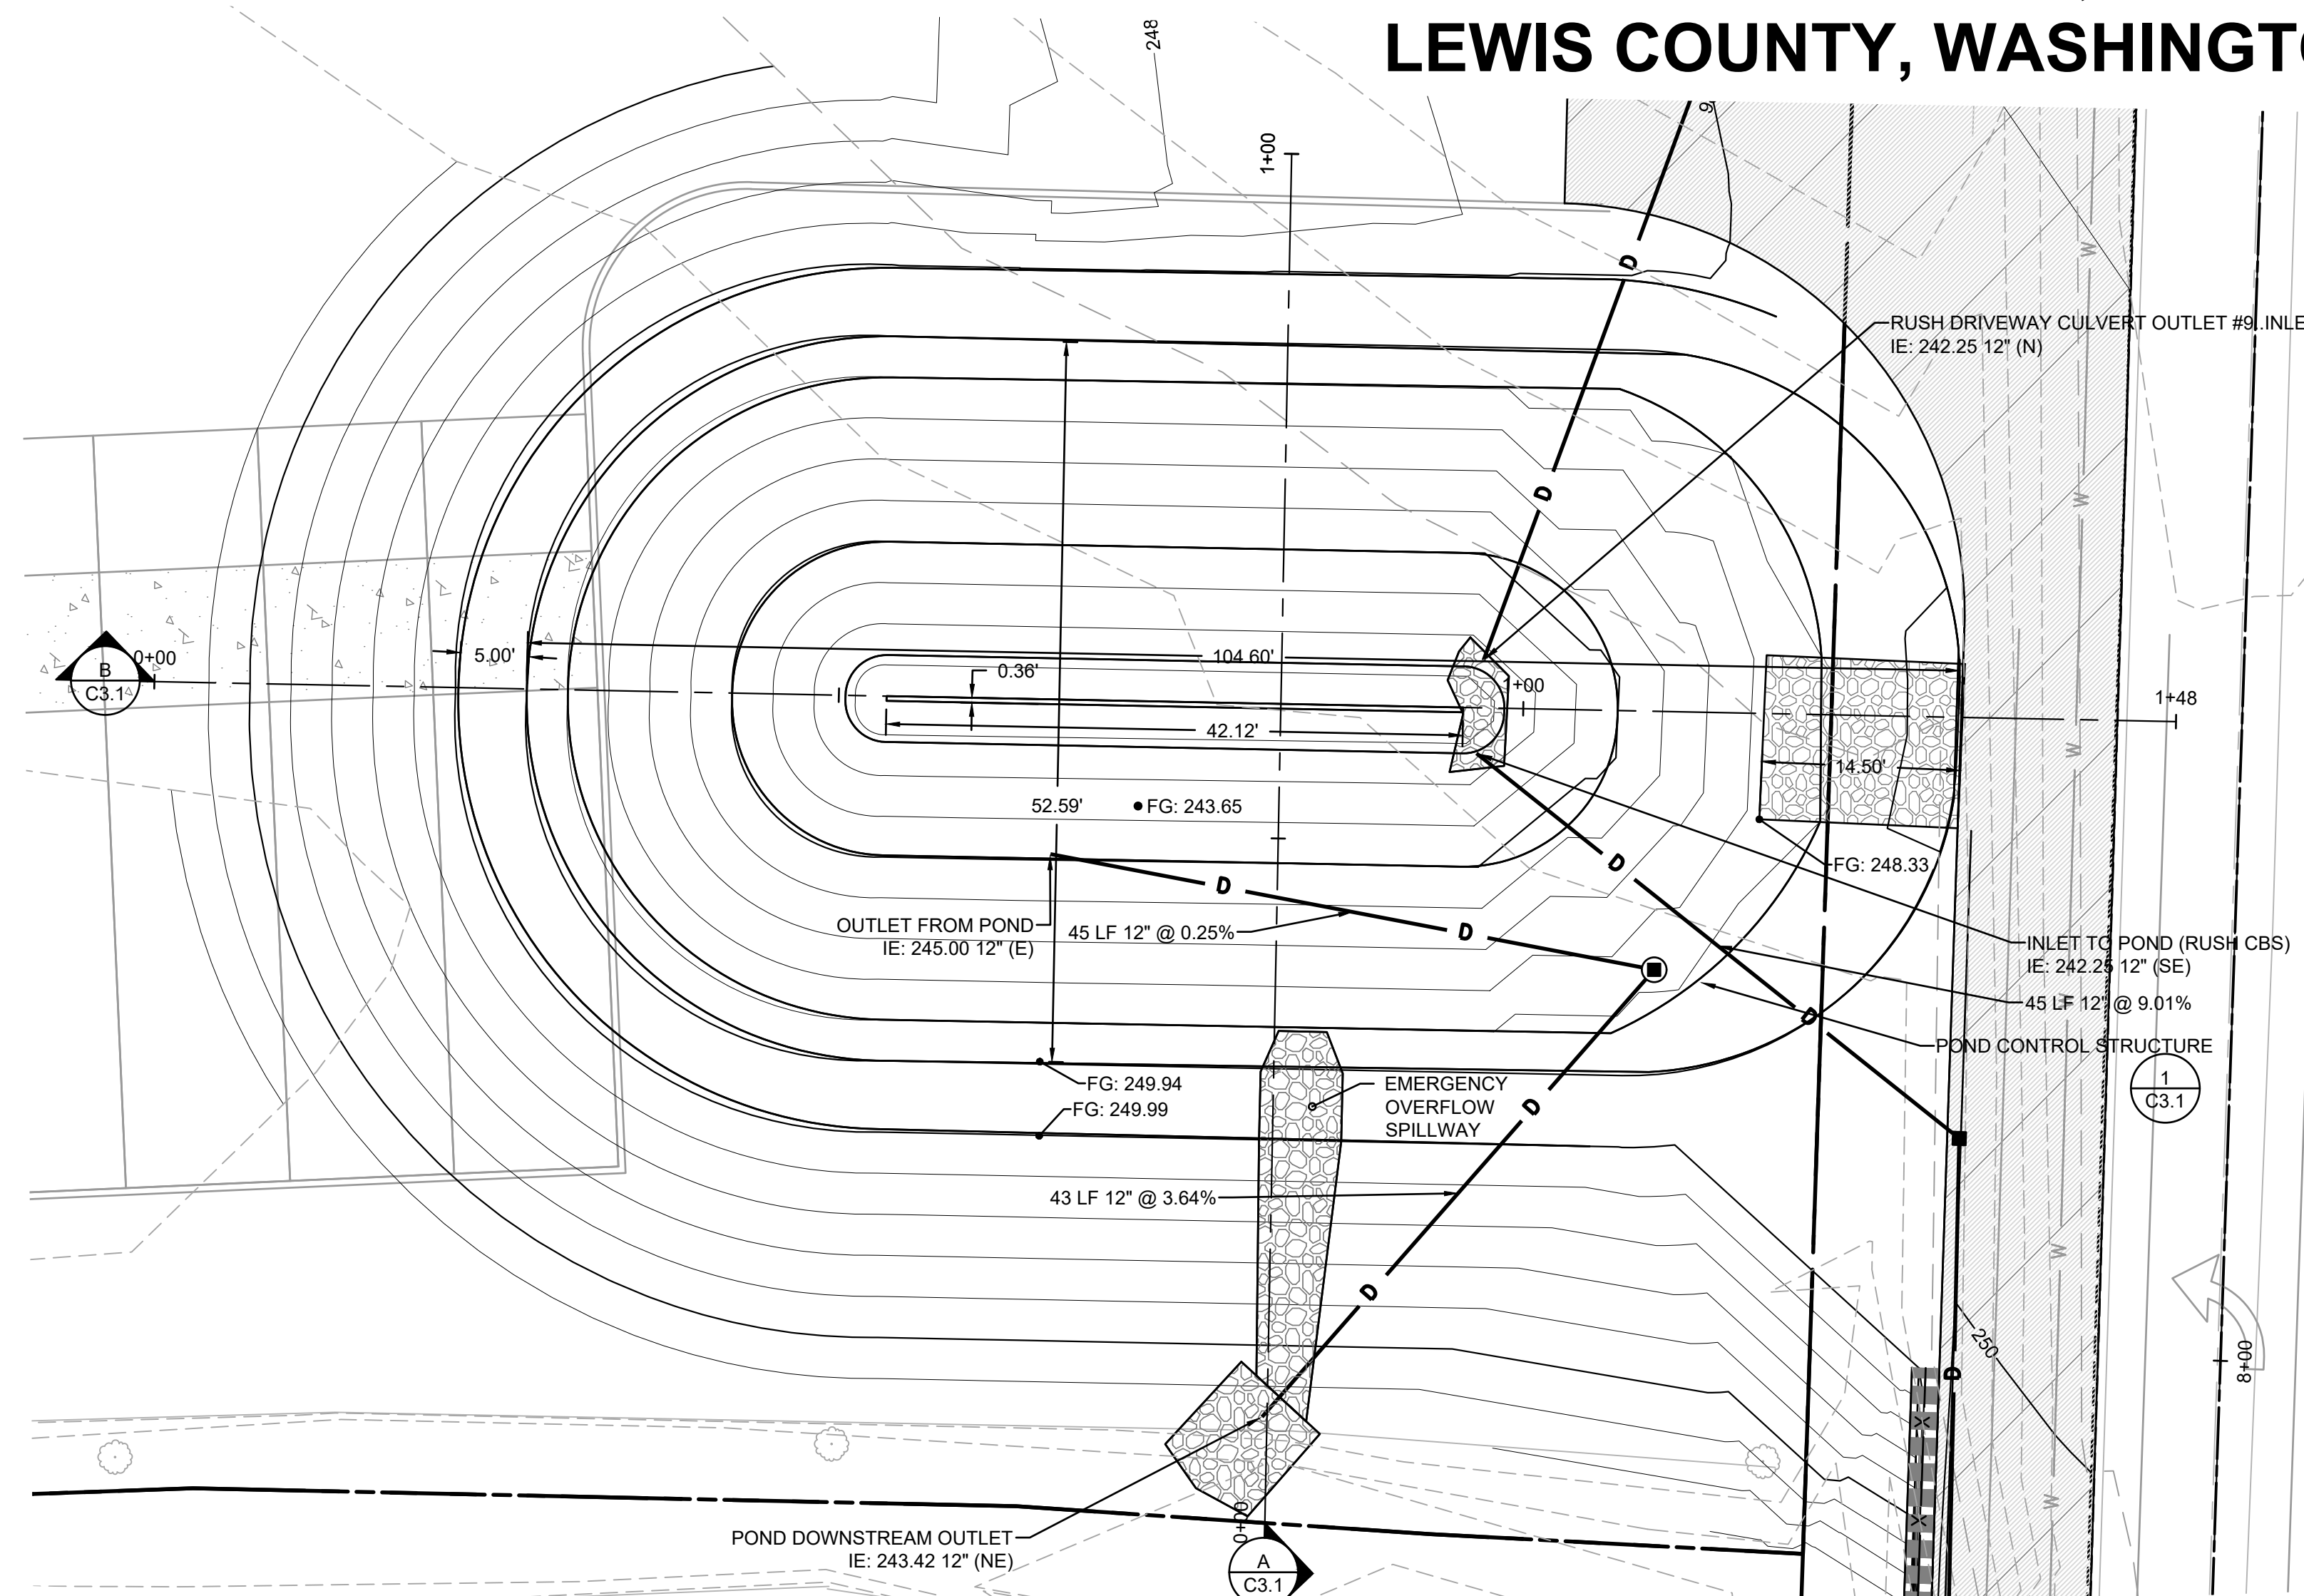 LEWIS COUNTY, WASHINGT
248
1+00
D
RUSH DRIVEWAY CULVERT OUTLET #9..INLE
IE: 242.25 12" (N)
W
D
W
B
C3.1
0+00
5.00'
104.60'
0.36'
1+00
1+48
42.12'
W
14.50'
52.59'
FG: 243.65
FG: 248.33
D
D
OUTLET FROM POND
IE: 245.00 12" (E)
45 LF 12" @ 0.25%
D
INLET TO POND (RUSH CBS)
IE: 242.25 12" (SE)
45 LF 12" @ 9.01%
W
D
POND CONTROL STRUCTURE
1
C3.1
FG: 249.94
FG: 249.99
EMERGENCY
OVERFLOW
SPILLWAY
D
43 LF 12" @ 3.64%
W
D
250
8+00
D
X
W
X
POND DOWNSTREAM OUTLET
IE: 243.42 12" (NE)
0+00
A
C3.1